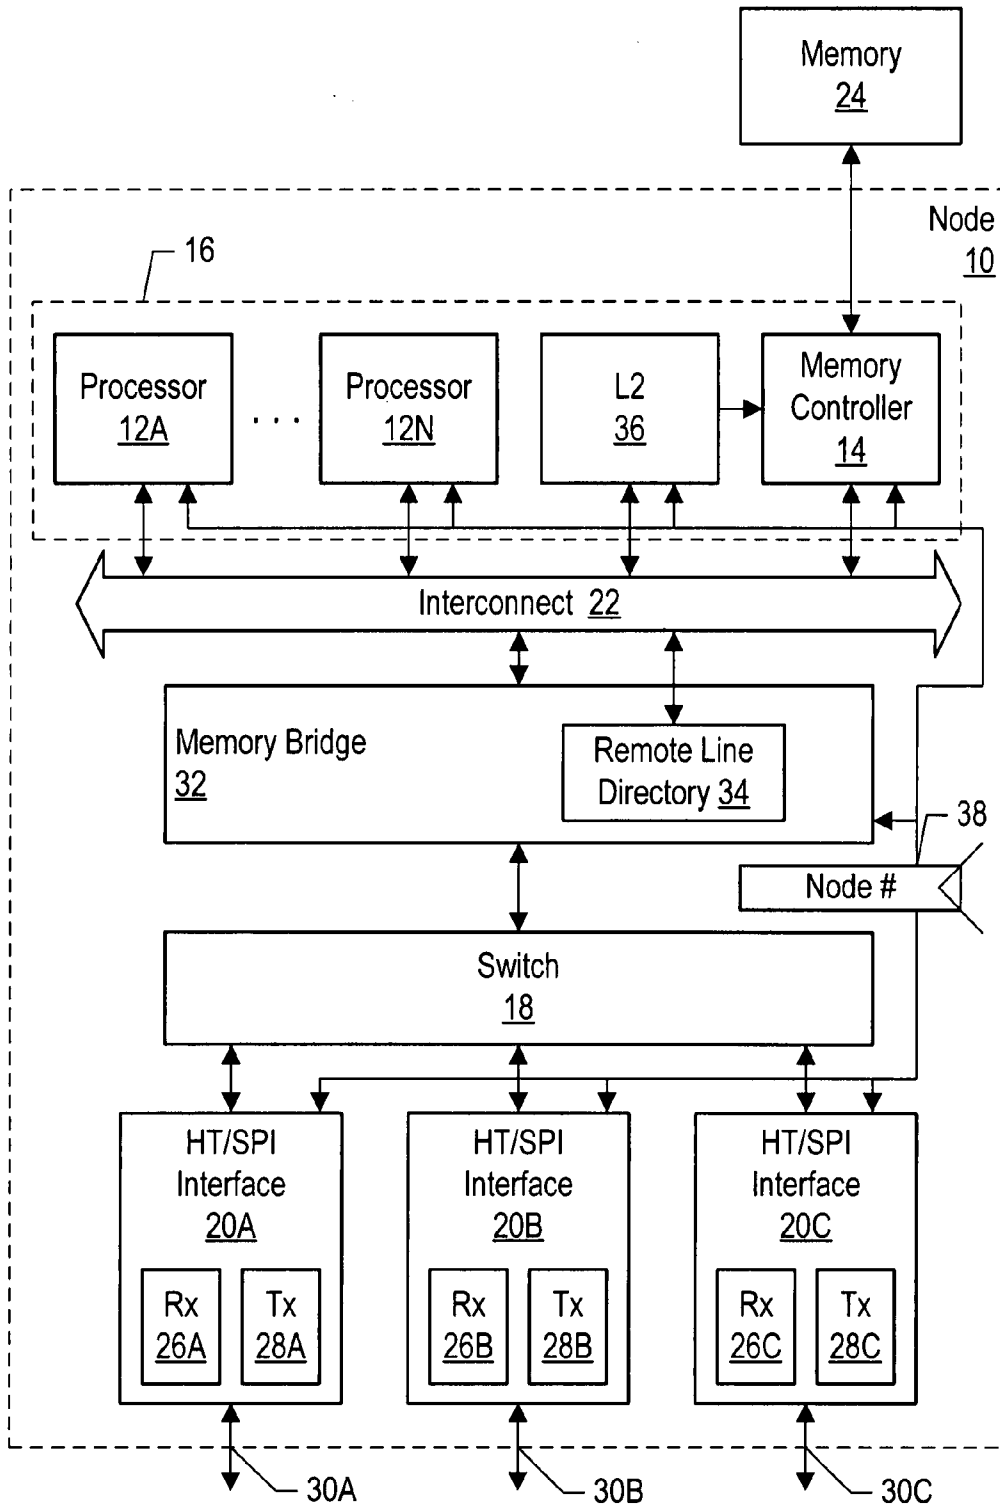 Memory
24
Node
10
16
Processor
12A
. . .
Processor
12N
L2
36
Memory
Controller
14
Interconnect 22
Memory Bridge
32
Remote Line
Directory 34
38
Node #
Switch
18
HT/SPI
Interface
20A
Rx
26A
Tx
28A
HT/SPI
Interface
20B
Rx
26B
Tx
28B
HT/SPI
Interface
20C
Rx
26C
Tx
28C
30A
30B
30C